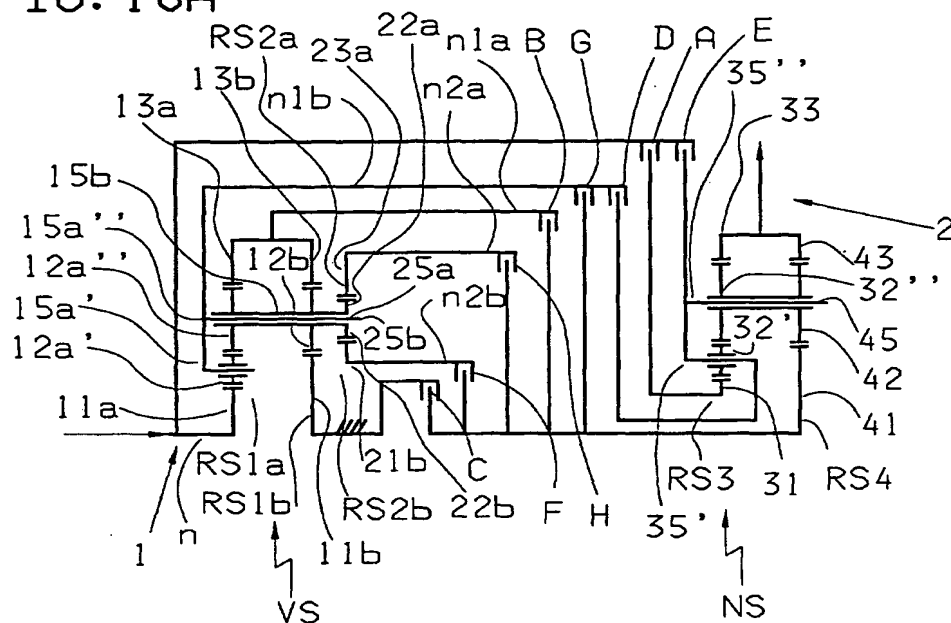 RS2a 23a 22a n1a B G D A E
13b n1b n2a 35''
13a 33
15b 2
15a'' 43
12b 25a 32''
12a'' n2b
15a' 32' 45
25b
12a' 42
11a
41
RS1a 21b C RS3 31 RS4
n RS1b RS2b 22b F H 35'
1 11b
VS NS